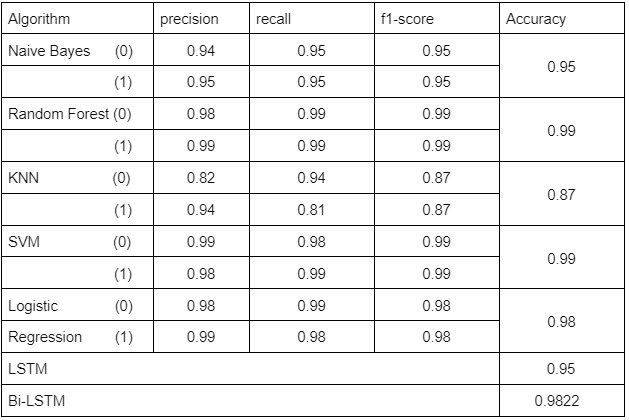 Algorithm precision recall f1-score Accuracy
Naive Bayes (0) 0.94 0.95 0.95
0.95
(1) 0.95 0.95 0.95
Random Forest (0) 0.98 0.99 0.99
0.99
(1) 0.99 0.99 0.99
KNN (0) 0.82 0.94 0.87
0.87
(1) 0.94 0.81 0.87
SVM (0) 0.99 0.98 0.99
0.99
(1) 0.98 0.99 0.99
Logistic (0) 0.98 0.99 0.98
0.98
Regression (1) 0.99 0.98 0.98
LSTM 0.95
Bi-LSTM 0.9822